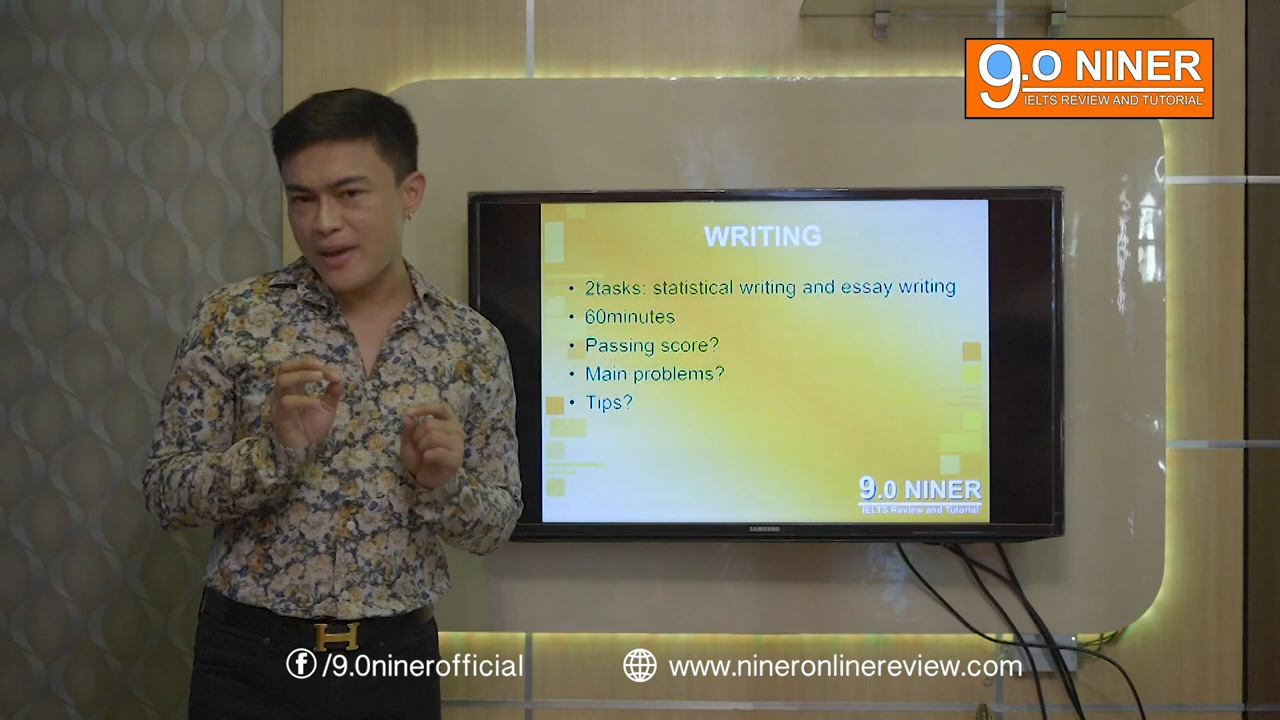 9.0 NINER
IELTS REVIEW AND TUTORIAL
WRITING
• 2tasks: statistical writing and essay writing
• 60minutes
• Passing score?
• Main problems?
• Tips?
9.0 NINER
IELTS Review and Tutorial
SAMSUNG
/9.0ninerofficial
www.nineronlinereview.com